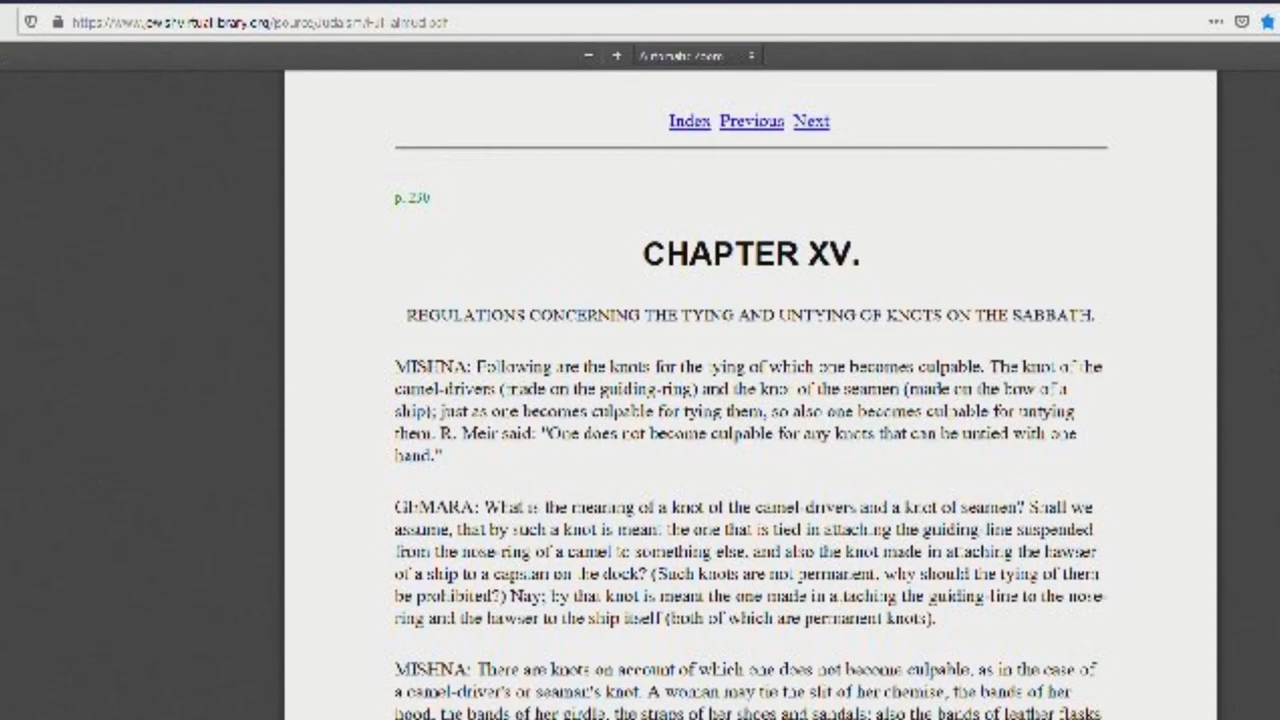 https://www.jewishvirtuallibrary.org/jsource/Judaism/FullTalmud.pdf
− + Automatic Zoom
Index Previous Next
p. 230
CHAPTER XV.
REGULATIONS CONCERNING THE TYING AND UNTYING OF KNOTS ON THE SABBATH.
MISHNA: Following are the knots for the tying of which one becomes culpable. The knot of the
camel-drivers (made on the guiding-ring) and the knot of the seamen (made on the bow of a
ship); just as one becomes culpable for tying them, so also one becomes culpable for untying
them. R. Meir said: "One does not become culpable for any knots that can be untied with one
hand."
GEMARA: What is the meaning of a knot of the camel-drivers and a knot of seamen? Shall we
assume, that by such a knot is meant the one that is tied in attaching the guiding-line suspended
from the nose-ring of a camel to something else, and also the knot made in attaching the hawser
of a ship to a capstan on the dock? (Such knots are not permanent, why should the tying of them
be prohibited?) Nay; by that knot is meant the one made in attaching the guiding-line to the nose-
ring and the hawser to the ship itself (both of which are permanent knots).
MISHNA: There are knots on account of which one does not become culpable, as in the case of
a camel-driver's or seaman's knot. A woman may tie the slit of her chemise, the bands of her
hood, the bands of her girdle, the straps of her shoes and sandals; also the bands of leather flasks